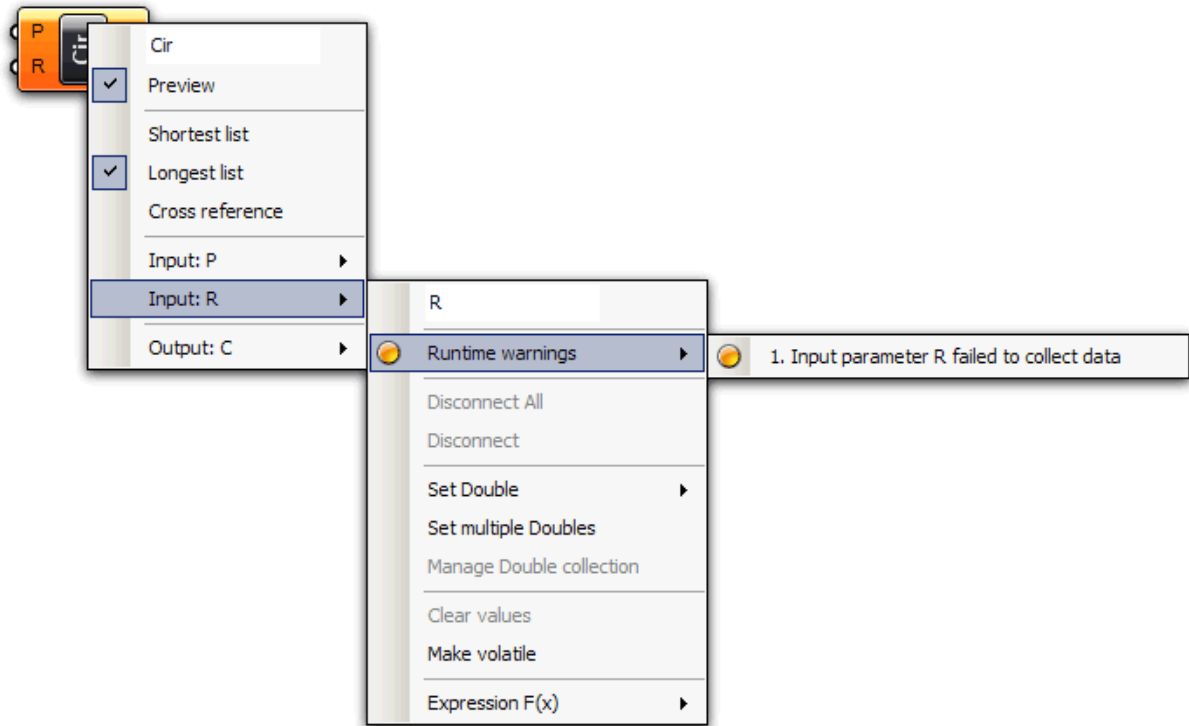 P
R
Cir
Cir
Preview
Shortest list
Longest list
Cross reference
Input: P
Input: R
Output: C
R
Runtime warnings
1. Input parameter R failed to collect data
Disconnect All
Disconnect
Set Double
Set multiple Doubles
Manage Double collection
Clear values
Make volatile
Expression F(x)